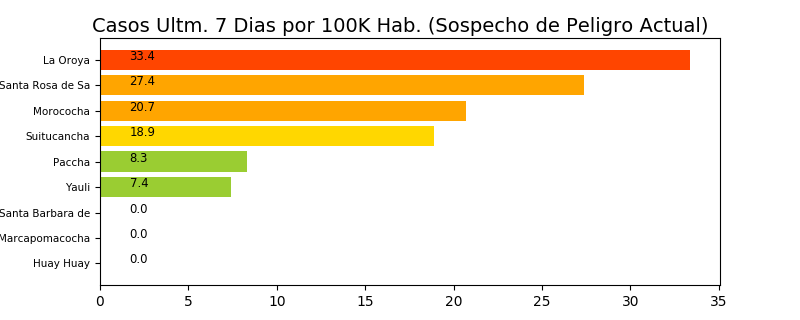 Casos Ultm. 7 Dias por 100K Hab. (Sospecho de Peligro Actual)
La Oroya 33.4
Santa Rosa de Sa 27.4
Morococha 20.7
Suitucancha 18.9
Paccha 8.3
Yauli 7.4
Santa Barbara de 0.0
Marcapomacocha 0.0
Huay Huay 0.0
0 5 10 15 20 25 30 35